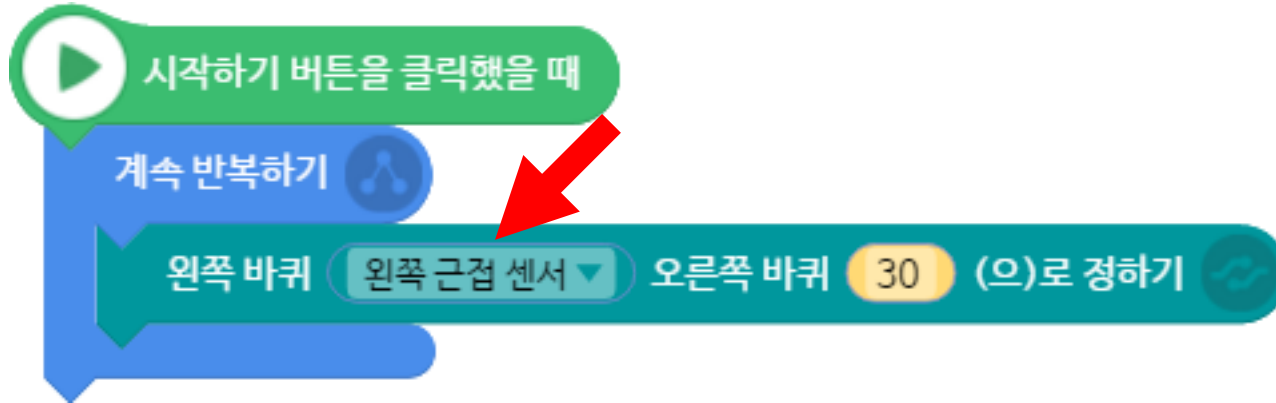 시작하기 버튼을 클릭했을 때
계속 반복하기
왼쪽 바퀴 왼쪽 근접 센서 오른쪽 바퀴 30 (으)로 정하기